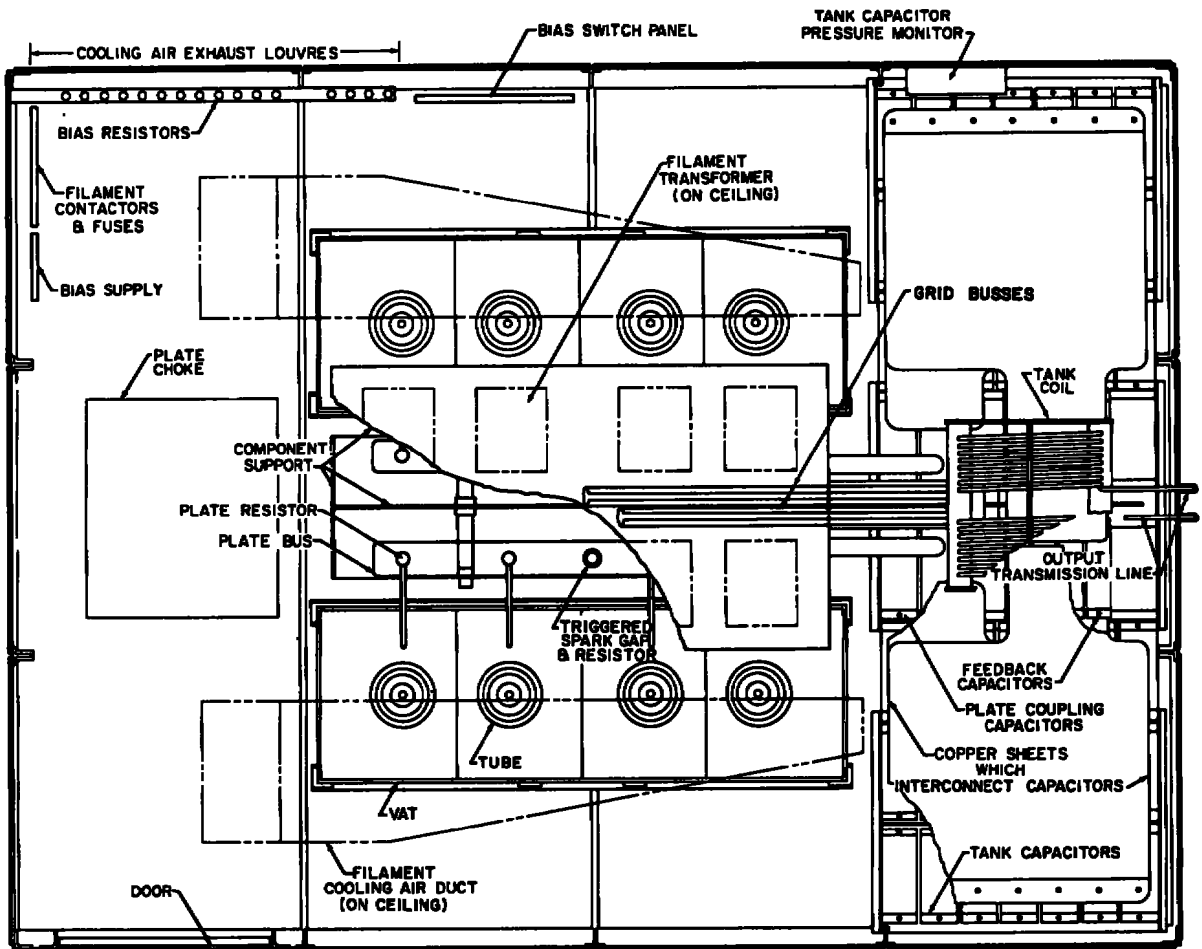 TANK CAPACITOR
PRESSURE MONITOR
BIAS SWITCH PANEL
COOLING AIR EXHAUST LOUVRES
BIAS RESISTORS
FILAMENT
CONTACTORS
& FUSES
BIAS SUPPLY
FILAMENT
TRANSFORMER
(ON CEILING)
GRID BUSSES
PLATE
CHOKE
TANK
COIL
COMPONENT
SUPPORT
PLATE RESISTOR
PLATE BUS
OUTPUT
TRANSMISSION LINE
TRIGGERED
SPARK GAP
& RESISTOR
FEEDBACK
CAPACITORS
PLATE COUPLING
CAPACITORS
COPPER SHEETS
WHICH
INTERCONNECT CAPACITORS
TUBE
VAT
TANK CAPACITORS
FILAMENT
COOLING AIR DUCT
(ON CEILING)
DOOR